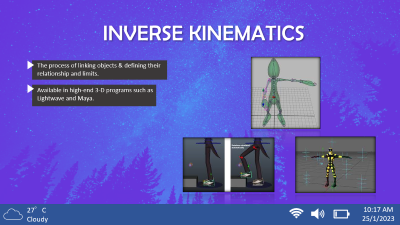 INVERSE KINEMATICS
The process of linking objects & defining their
relationship and limits.
Available in high-end 3-D programs such as
Lightwave and Maya.
27° C
Cloudy
10:17 AM
25/1/2023